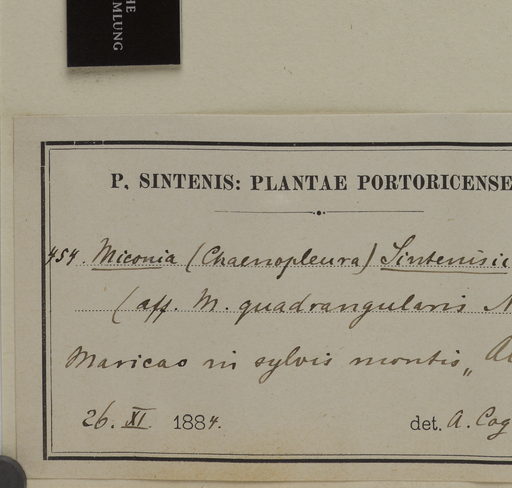 HE
MLUNG
P. SINTENIS: PLANTAE PORTORICENSE
454. Miconia (Chaenopleura) Sintenisii
(aff. M. quadrangularis N
Maricao in sylvis montis „ Al
26. XI. 1884. det. A. Cog